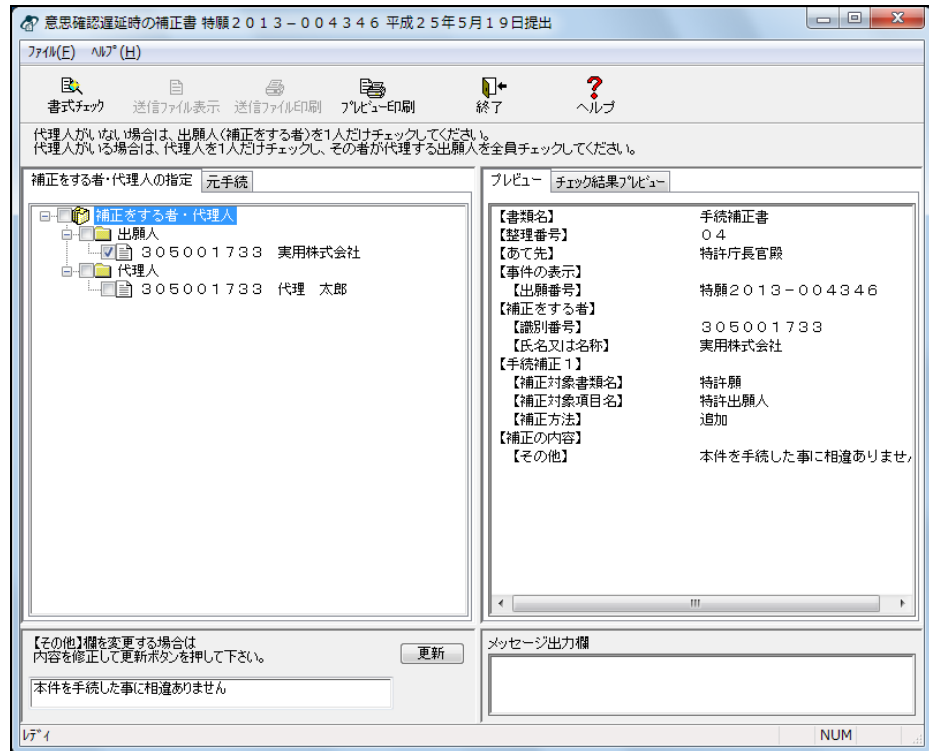 意思確認遅延時の補正書 特願２０１３－００４３４６ 平成２５年５月１９日提出
ﾌｧｲﾙ(F) ﾍﾙﾌﾟ(H)
書式ﾁｪｯｸ 送信ﾌｧｲﾙ表示 送信ﾌｧｲﾙ印刷 ﾌﾟﾚﾋﾞｭｰ印刷 終了 ヘルプ
代理人がいない場合は、出願人(補正をする者)を1人だけチェックしてください。
代理人がいる場合は、代理人を1人だけチェックし、その者が代理する出願人を全員チェックしてください。
補正をする者・代理人の指定 元手続
補正をする者・代理人
出願人
３０５００１７３３ 実用株式会社
代理人
３０５００１７３３ 代理 太郎
プレビュー チェック結果ﾌﾟﾚﾋﾞｭｰ
【書類名】 手続補正書
【整理番号】 ０４
【あて先】 特許庁長官殿
【事件の表示】
【出願番号】 特願２０１３－００４３４６
【補正をする者】
【識別番号】 ３０５００１７３３
【氏名又は名称】 実用株式会社
【手続補正１】
【補正対象書類名】 特許願
【補正対象項目名】 特許出願人
【補正方法】 追加
【補正の内容】
【その他】 本件を手続した事に相違ありませ
【その他】欄を変更する場合は
内容を修正して更新ボタンを押して下さい。
更新
本件を手続した事に相違ありません
メッセージ出力欄
ﾚﾃﾞｨ NUM